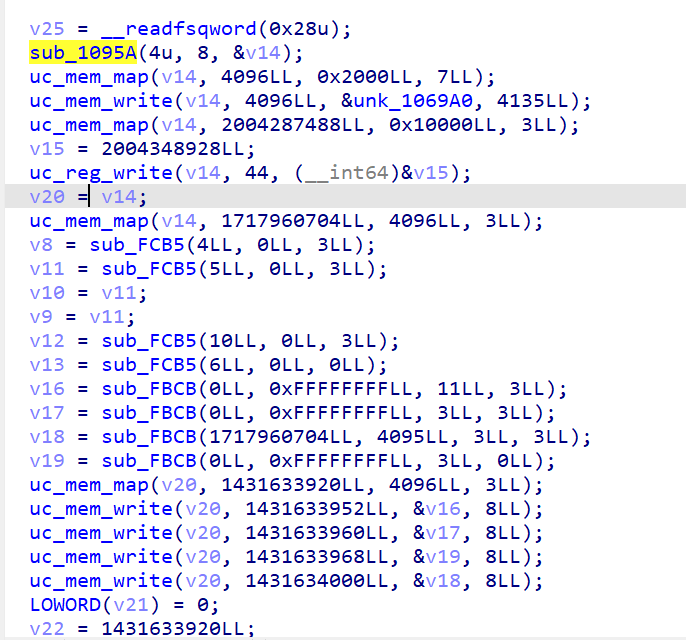 v25 = __readfsqword(0x28u);
sub_1095A(4u, 8, &v14);
uc_mem_map(v14, 4096LL, 0x2000LL, 7LL);
uc_mem_write(v14, 4096LL, &unk_1069A0, 4135LL);
uc_mem_map(v14, 2004287488LL, 0x10000LL, 3LL);
v15 = 2004348928LL;
uc_reg_write(v14, 44, (__int64)&v15);
v20 = v14;
uc_mem_map(v14, 1717960704LL, 4096LL, 3LL);
v8 = sub_FCB5(4LL, 0LL, 3LL);
v11 = sub_FCB5(5LL, 0LL, 3LL);
v10 = v11;
v9 = v11;
v12 = sub_FCB5(10LL, 0LL, 3LL);
v13 = sub_FCB5(6LL, 0LL, 0LL);
v16 = sub_FBCB(0LL, 0xFFFFFFFFLL, 11LL, 3LL);
v17 = sub_FBCB(0LL, 0xFFFFFFFFLL, 3LL, 3LL);
v18 = sub_FBCB(1717960704LL, 4095LL, 3LL, 3LL);
v19 = sub_FBCB(0LL, 0xFFFFFFFFLL, 3LL, 0LL);
uc_mem_map(v20, 1431633920LL, 4096LL, 3LL);
uc_mem_write(v20, 1431633952LL, &v16, 8LL);
uc_mem_write(v20, 1431633960LL, &v17, 8LL);
uc_mem_write(v20, 1431633968LL, &v19, 8LL);
uc_mem_write(v20, 1431634000LL, &v18, 8LL);
LOWORD(v21) = 0;
v22 = 1431633920LL;